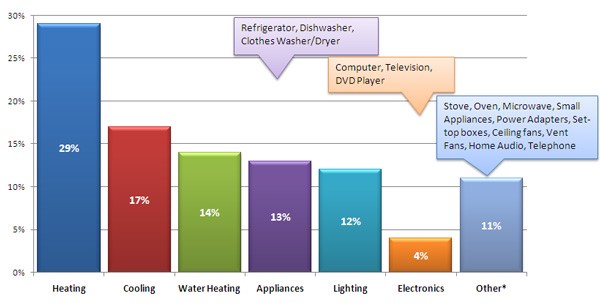 30%
25%
20%
15%
10%
5%
0%
Refrigerator, Dishwasher,
Clothes Washer/Dryer
Computer, Television,
DVD Player
Stove, Oven, Microwave, Small
Appliances, Power Adapters, Set-
top boxes, Ceiling fans, Vent
Fans, Home Audio, Telephone
29%
17%
14%
13%
12%
4%
11%
Heating
Cooling
Water Heating
Appliances
Lighting
Electronics
Other*